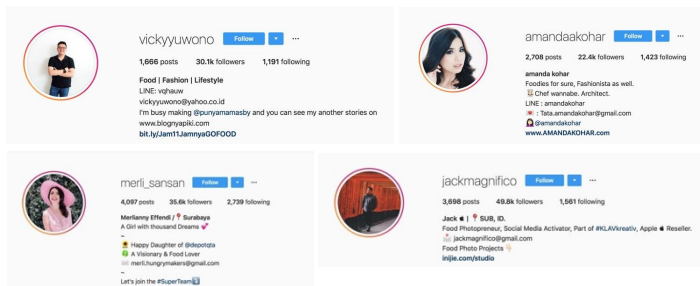 vickyyuwono Follow
1,666 posts 30.1k followers 1,191 following
Food | Fashion | Lifestyle
LINE: vqhauw
vickyyuwono@yahoo.co.id
I'm busy making @punyamamasby and you can see my another stories on
www.blognyapiki.com
bit.ly/Jam11JamnyaGOFOOD
amandaakohar Follow
2,708 posts 22.4k followers 1,423 following
amanda kohar
Foodies for sure, Fashionista as well.
Chef wannabe. Architect.
LINE : amandakohar
: Tata.amandakohar@gmail.com
@amandakohar
www.AMANDAKOHAR.com
merli_sansan Follow
4,097 posts 35.6k followers 2,739 following
Merlianny Effendi / 📍 Surabaya
A Girl with thousand Dreams 💕
~
🌻 Happy Daughter of @depotqta
A Visionary & Food Lover
merli.hungrymakers@gmail.com
~
Let's join the #SuperTeam⬇️
jackmagnifico Follow
3,698 posts 49.8k followers 1,561 following
Jack  | 📍 SUB, ID.
Food Photopreneur, Social Media Activator, Part of #KLAVkreativ, Apple  Reseller.
jackmagnifico@gmail.com
Food Photo Projects 👇🏻
inijie.com/studio